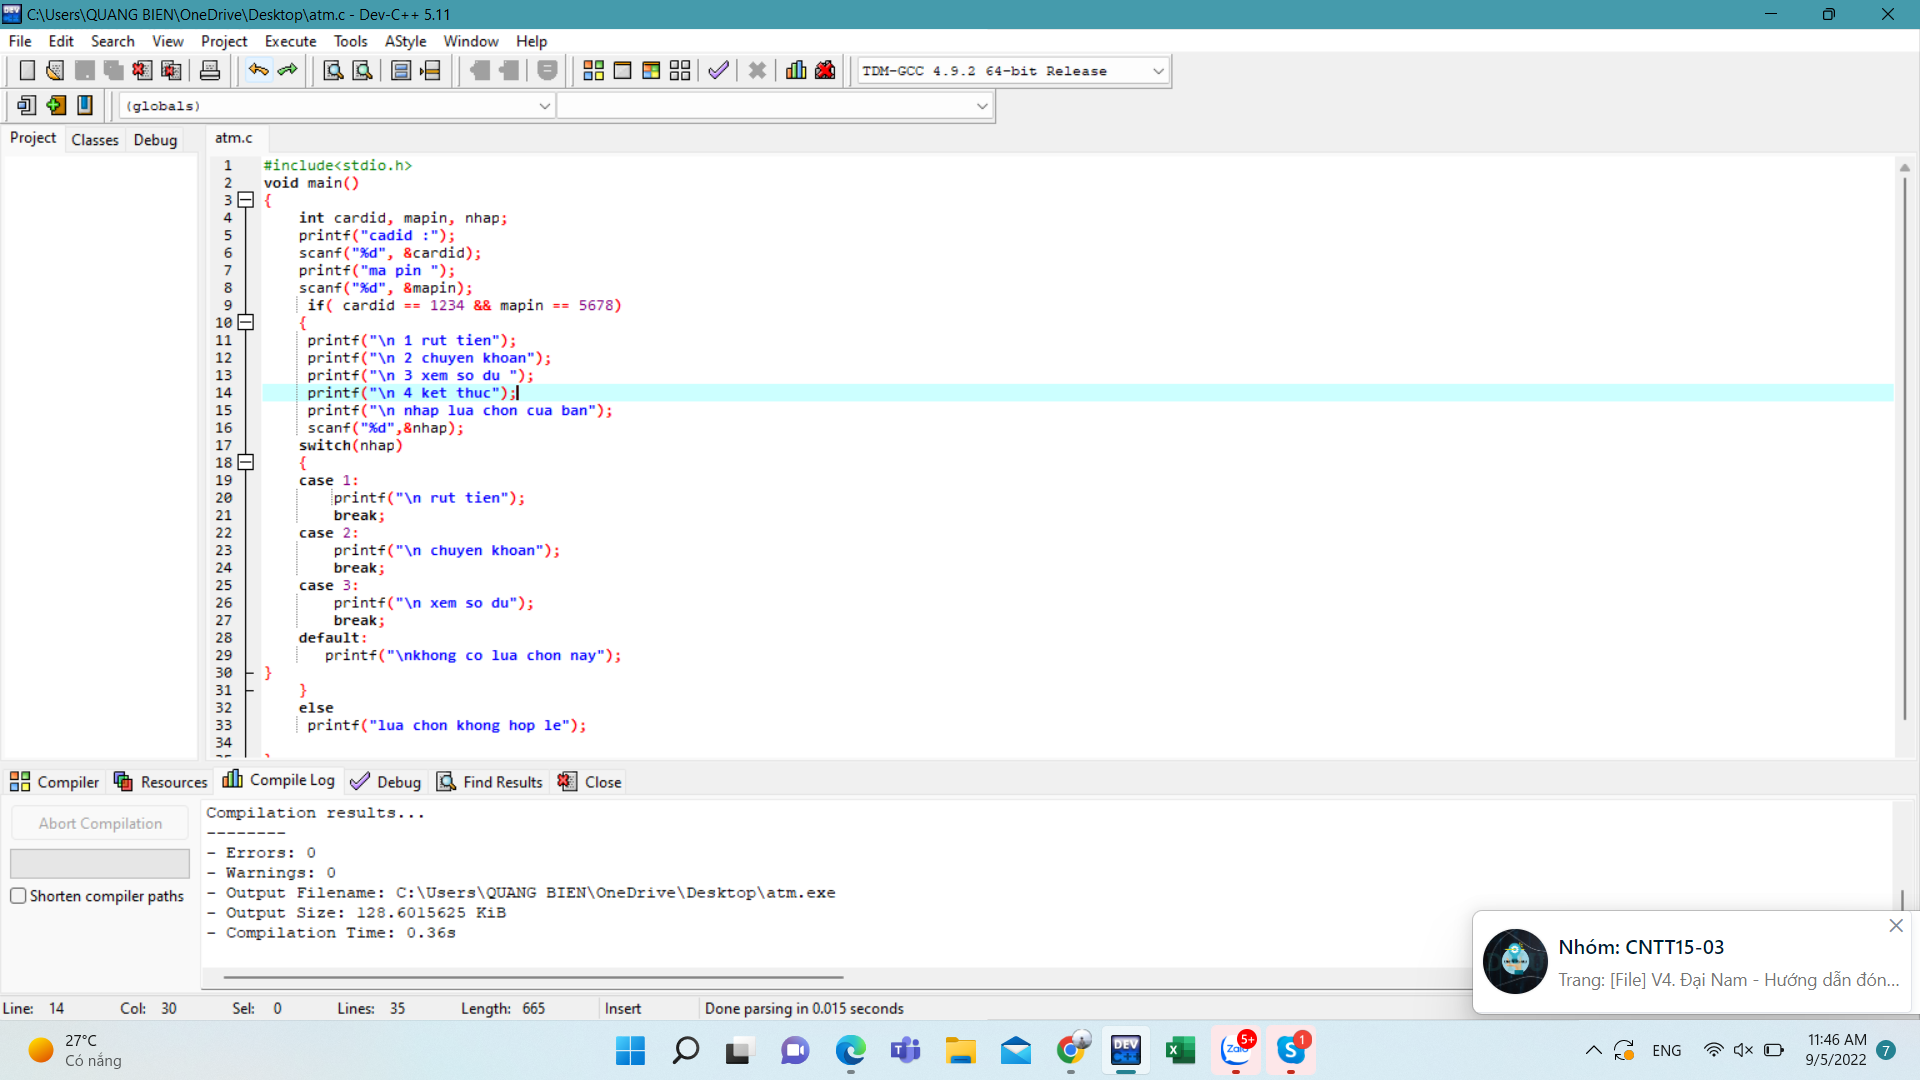 C:\Users\QUANG BIEN\OneDrive\Desktop\atm.c - Dev-C++ 5.11
File Edit Search View Project Execute Tools AStyle Window Help
TDM-GCC 4.9.2 64-bit Release
(globals)
Project Classes Debug atm.c
1 #include<stdio.h>
2 void main()
3 {
4 int cardid, mapin, nhap;
5 printf("cadid :");
6 scanf("%d", &cardid);
7 printf("ma pin ");
8 scanf("%d", &mapin);
9 if( cardid == 1234 && mapin == 5678)
10 {
11 printf("\n 1 rut tien");
12 printf("\n 2 chuyen khoan");
13 printf("\n 3 xem so du ");
14 printf("\n 4 ket thuc");
15 printf("\n nhap lua chon cua ban");
16 scanf("%d",&nhap);
17 switch(nhap)
18 {
19 case 1:
20 printf("\n rut tien");
21 break;
22 case 2:
23 printf("\n chuyen khoan");
24 break;
25 case 3:
26 printf("\n xem so du");
27 break;
28 default:
29 printf("\nkhong co lua chon nay");
30 }
31 }
32 else
33 printf("lua chon khong hop le");
34
Compiler Resources Compile Log Debug Find Results Close
Abort Compilation
Shorten compiler paths
Compilation results...
--------
- Errors: 0
- Warnings: 0
- Output Filename: C:\Users\QUANG BIEN\OneDrive\Desktop\atm.exe
- Output Size: 128.6015625 KiB
- Compilation Time: 0.36s
Nhóm: CNTT15-03
Trang: [File] V4. Đại Nam - Hướng dẫn đón...
Line: 14 Col: 30 Sel: 0 Lines: 35 Length: 665 Insert Done parsing in 0.015 seconds
27°C
Có nắng
DEV
Zalo
5+
1
ENG
11:46 AM
9/5/2022
7